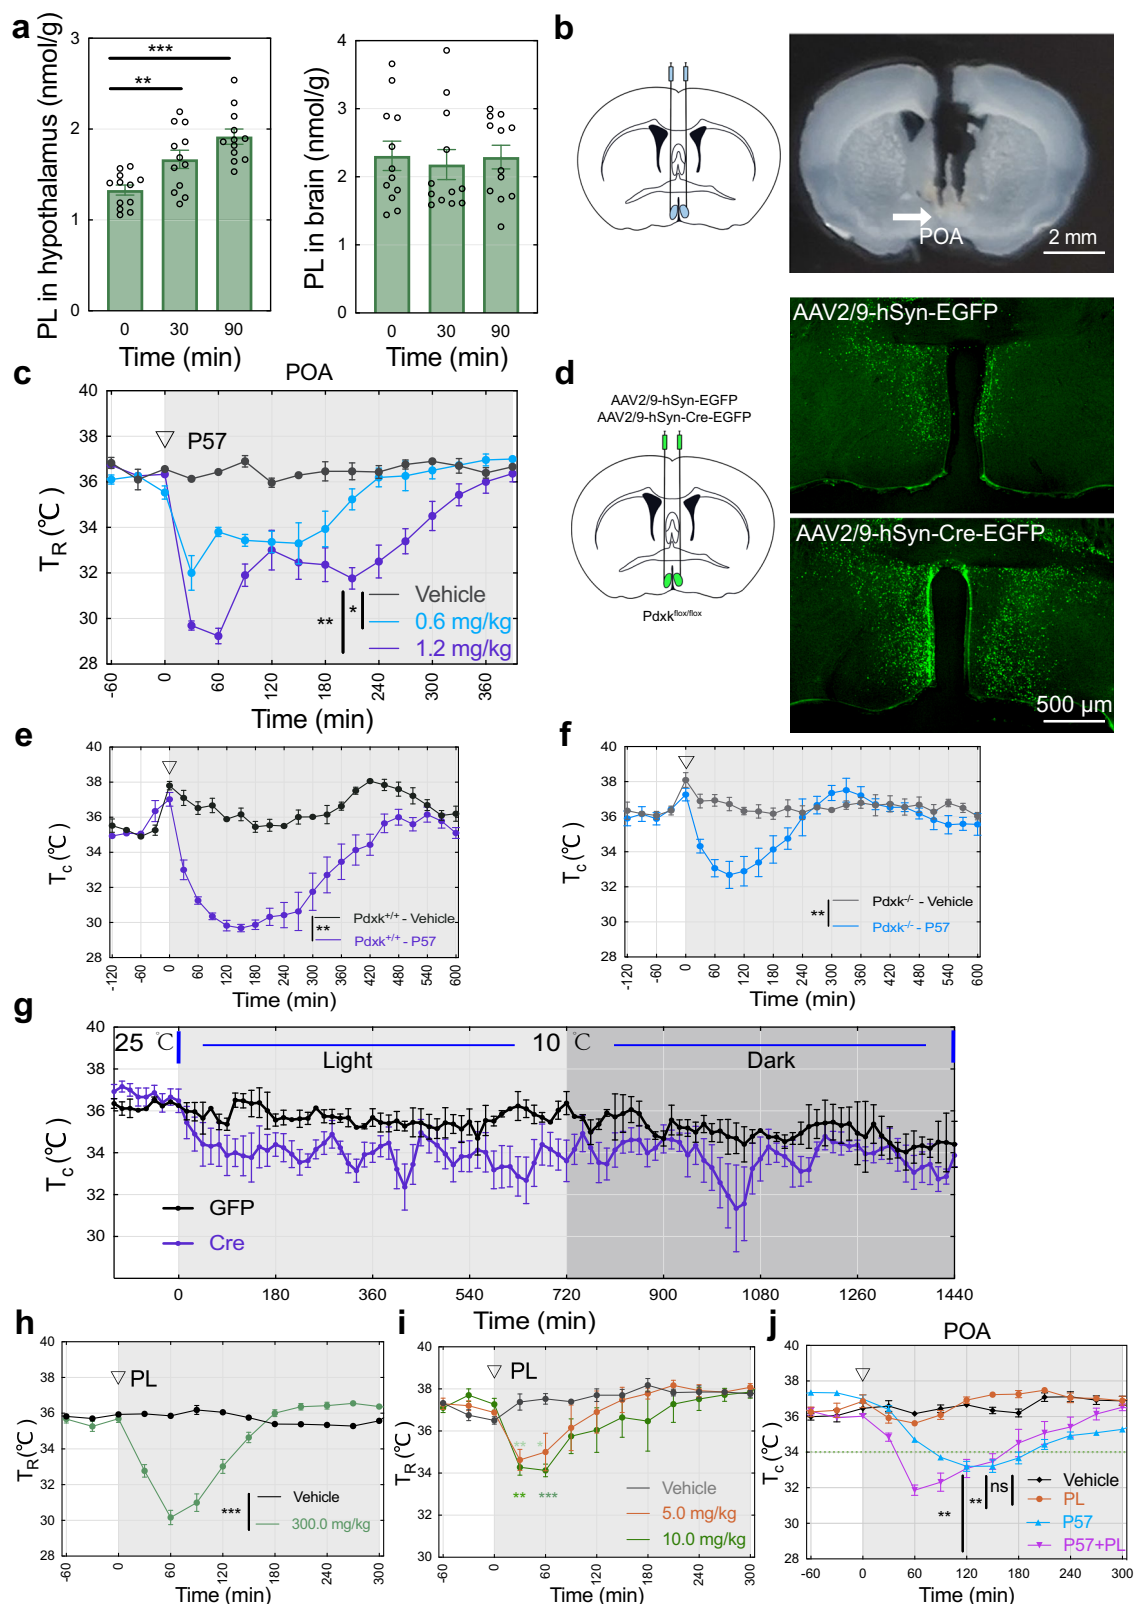 a
PL in hypothalamus (nmol/g)
3
2
1
0
***
**
0 30 90
Time (min)
PL in brain (nmol/g)
4
3
2
1
0
0 30 90
Time (min)
b
POA
2 mm
c
POA
T_R (℃)
40
38
36
34
32
30
28
P57
Vehicle
0.6 mg/kg
1.2 mg/kg
**
*
-60 0 60 120 180 240 300 360
Time (min)
d
AAV2/9-hSyn-EGFP
AAV2/9-hSyn-Cre-EGFP
Pdxk^flox/flox
AAV2/9-hSyn-EGFP
AAV2/9-hSyn-Cre-EGFP
500 μm
e
T_c (℃)
40
38
36
35
32
30
28
Pdxk^+/+ - Vehicle
Pdxk^+/+ - P57
**
-120 -60 0 60 120 180 240 300 360 420 480 540 600
Time (min)
f
T_c (℃)
40
38
36
35
32
30
28
Pdxk^-/- - Vehicle
Pdxk^-/- - P57
**
-120 -60 0 60 120 180 240 300 360 420 480 540 600
Time (min)
g
T_c (℃)
40
38
36
34
32
30
25 ℃
10 ℃
Light
Dark
GFP
Cre
0 180 360 540 720 900 1080 1260 1440
Time (min)
h
T_R (℃)
40
38
36
34
32
30
28
PL
Vehicle
300.0 mg/kg
***
-60 0 60 120 180 240 300
Time (min)
i
T_R (℃)
40
38
36
34
32
30
PL
**
*
**
***
Vehicle
5.0 mg/kg
10.0 mg/kg
-60 0 60 120 180 240 300
Time (min)
j
POA
T_c (℃)
40
38
36
34
32
30
28
Vehicle
PL
P57
P57+PL
**
**
ns
-60 0 60 120 180 240 300
Time (min)